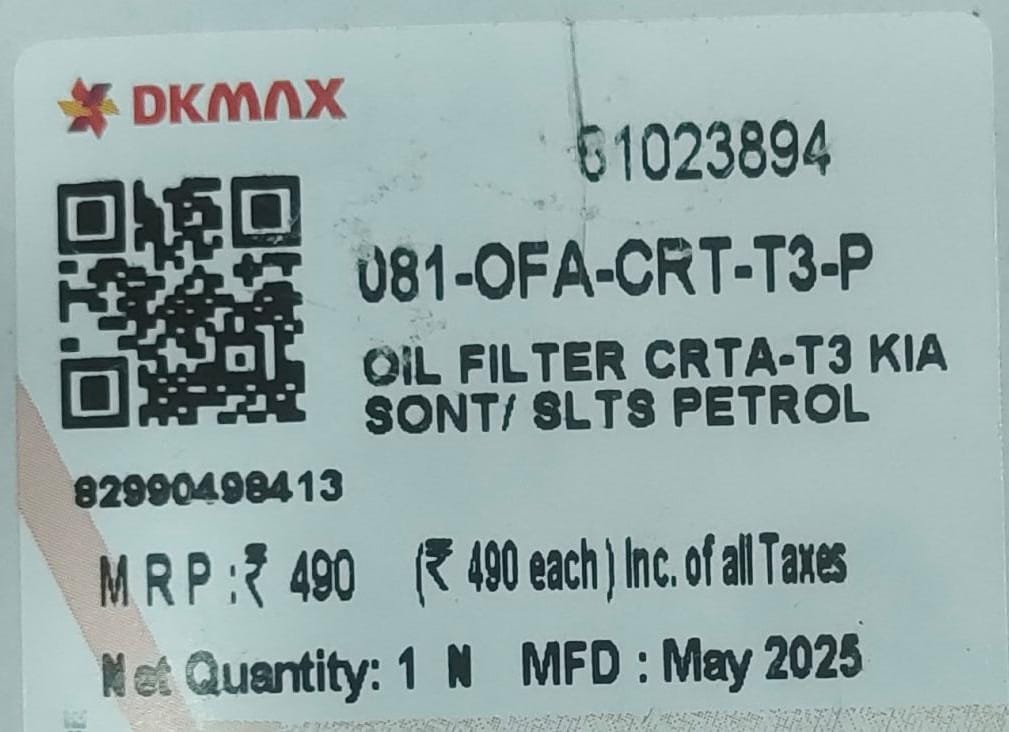 DKMAX
61023894
081-OFA-CRT-T3-P
OIL FILTER CRTA-T3 KIA
SONT/ SLTS PETROL
82990498413
MRP :₹ 490 (₹ 490 each) Inc. of all Taxes
Net Quantity: 1 N MFD : May 2025